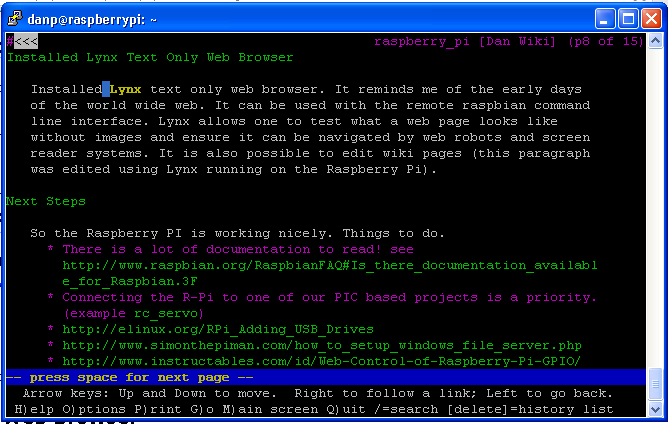 danp@raspberrypi: ~
#<<< raspberry_pi [Dan Wiki] (p8 of 15)
Installed Lynx Text Only Web Browser
Installed Lynx text only web browser. It reminds me of the early days
of the world wide web. It can be used with the remote raspbian command
line interface. Lynx allows one to test what a web page looks like
without images and ensure it can be navigated by web robots and screen
reader systems. It is also possible to edit wiki pages (this paragraph
was edited using Lynx running on the Raspberry Pi).
Next Steps
So the Raspberry PI is working nicely. Things to do.
* There is a lot of documentation to read! see
http://www.raspbian.org/RaspbianFAQ#Is_there_documentation_availabl
e_for_Raspbian.3F
* Connecting the R-Pi to one of our PIC based projects is a priority.
(example rc_servo)
* http://elinux.org/RPi_Adding_USB_Drives
* http://www.simonthepiman.com/how_to_setup_windows_file_server.php
* http://www.instructables.com/id/Web-Control-of-Raspberry-Pi-GPIO/
-- press space for next page --
Arrow keys: Up and Down to move.  Right to follow a link; Left to go back.
H)elp O)ptions P)rint G)o M)ain screen Q)uit /=search [delete]=history list